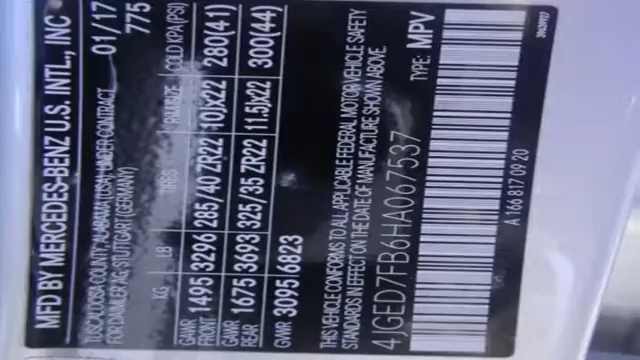 MFD BY MERCEDES-BENZ U.S. INTL., INC
TUSCALOOSA COUNTY, ALABAMA (USA) UNDER CONTRACT 01/17
FOR DAIMLER AG, STUTTGART (GERMANY) 775
KG LB TIRES RIM SIZE COLD KPA(PSI)
GAWR FRONT 1495 3296 285/40 ZR22 10Jx22 280(41)
GAWR REAR 1675 3693 325/35 ZR22 11.5Jx22 300(44)
GWR 3095 6823
THIS VEHICLE CONFORMS TO ALL APPLICABLE FEDERAL MOTOR VEHICLE SAFETY
STANDARDS IN EFFECT ON THE DATE OF MANUFACTURE SHOWN ABOVE.
4JGED7FB6HA067537 TYPE: MPV
A 166 817 09 20